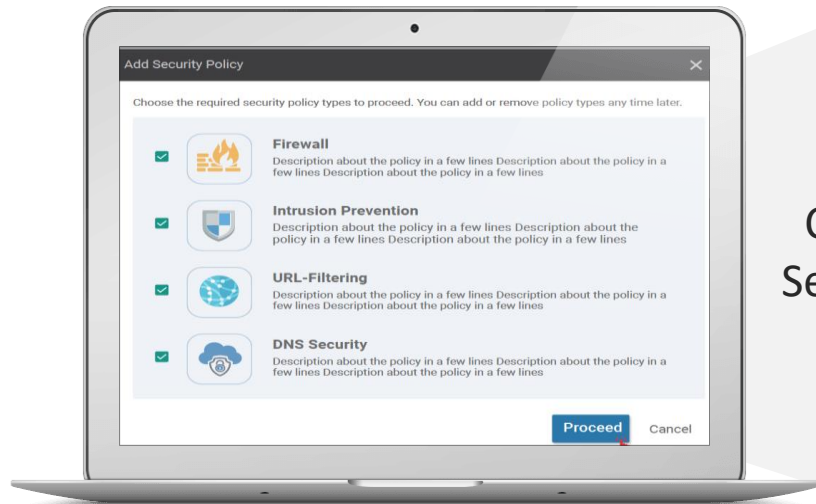 Add Security Policy
Choose the required security policy types to proceed. You can add or remove policy types any time later.
Firewall
Description about the policy in a few lines Description about the policy in a
few lines Description about the policy in a few lines
Intrusion Prevention
Description about the policy in a few lines Description about the
policy in a few lines Description about the policy in a few lines
URL-Filtering
Description about the policy in a few lines Description about the policy in a
few lines Description about the policy in a few lines
DNS Security
Description about the policy in a few lines Description about the policy in a
few lines Description about the policy in a few lines
Proceed Cancel